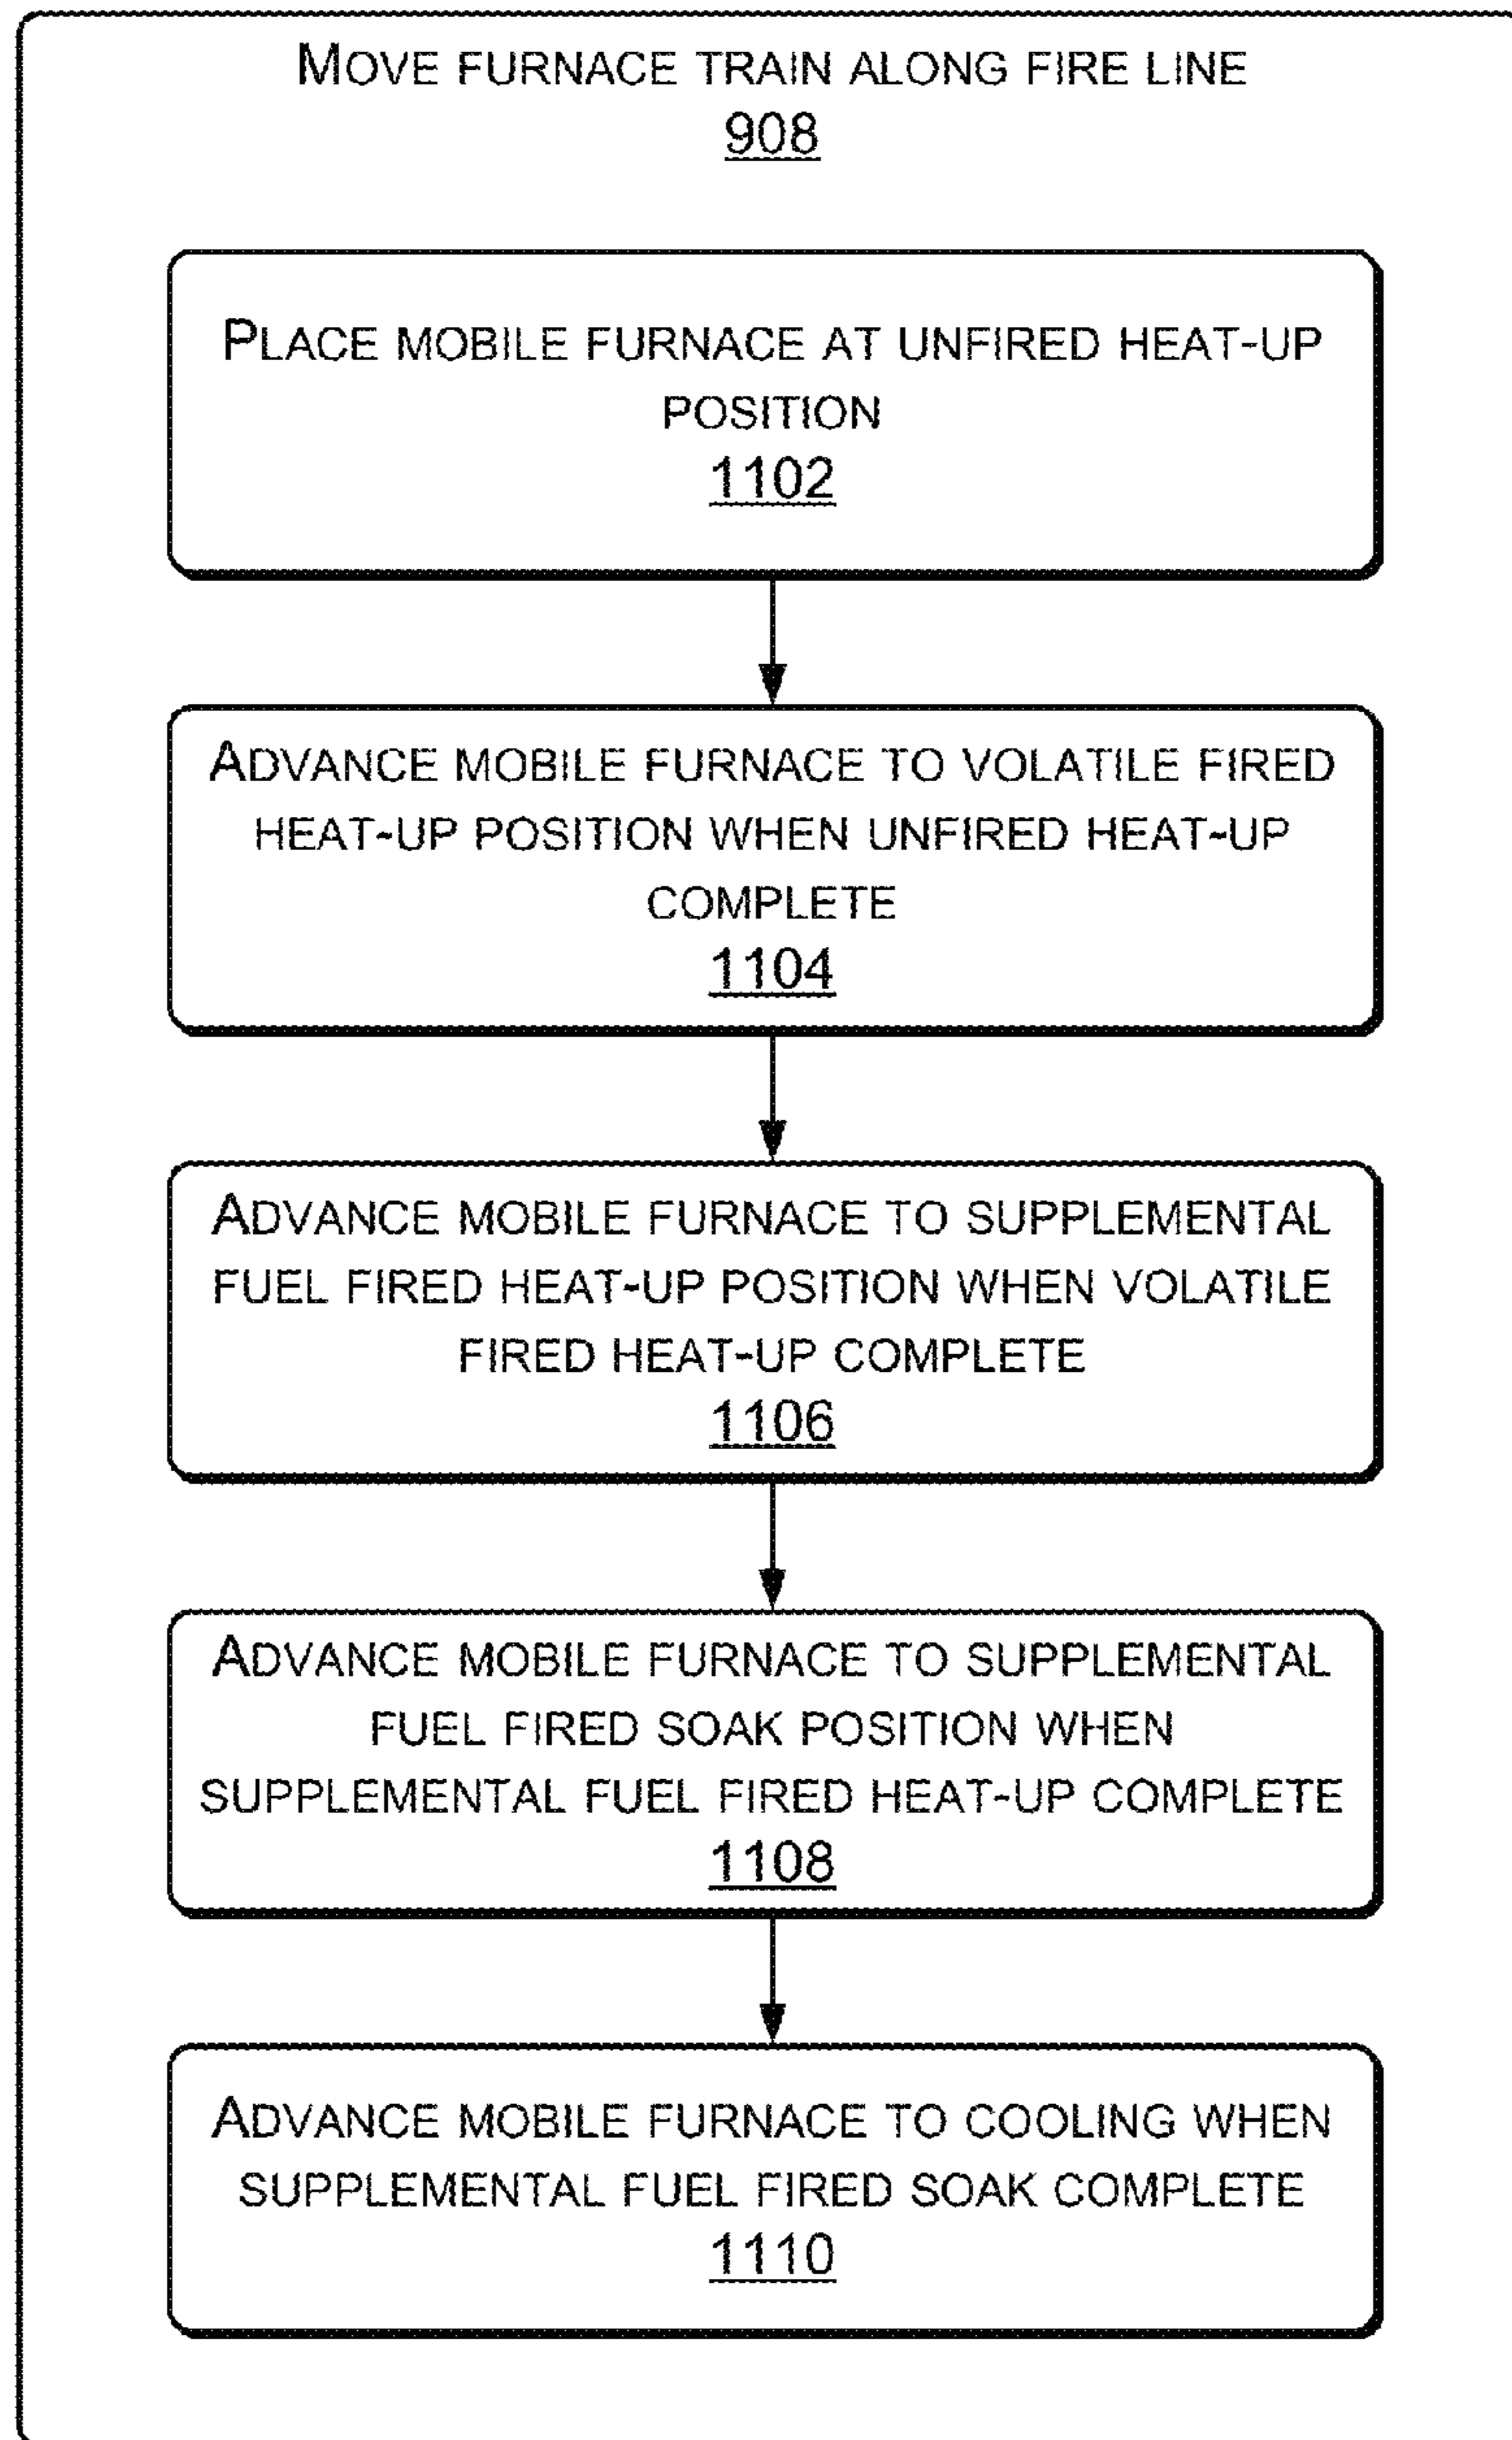 MOVE FURNACE TRAIN ALONG FIRE LINE
908
PLACE MOBILE FURNACE AT UNFIRED HEAT-UP
POSITION
1102
ADVANCE MOBILE FURNACE TO VOLATILE FIRED
HEAT-UP POSITION WHEN UNFIRED HEAT-UP
COMPLETE
1104
ADVANCE MOBILE FURNACE TO SUPPLEMENTAL
FUEL FIRED HEAT-UP POSITION WHEN VOLATILE
FIRED HEAT-UP COMPLETE
1106
ADVANCE MOBILE FURNACE TO SUPPLEMENTAL
FUEL FIRED SOAK POSITION WHEN
SUPPLEMENTAL FUEL FIRED HEAT-UP COMPLETE
1108
ADVANCE MOBILE FURNACE TO COOLING WHEN
SUPPLEMENTAL FUEL FIRED SOAK COMPLETE
1110